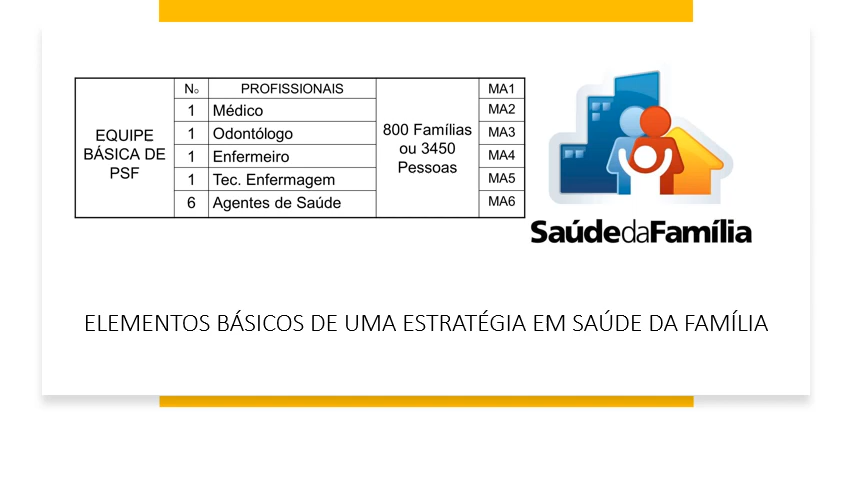 EQUIPE
BÁSICA DE
PSF
No PROFISSIONAIS
1 Médico
1 Odontólogo
1 Enfermeiro
1 Tec. Enfermagem
6 Agentes de Saúde
800 Famílias
ou 3450
Pessoas
MA1
MA2
MA3
MA4
MA5
MA6
SaúdedaFamília
ELEMENTOS BÁSICOS DE UMA ESTRATÉGIA EM SAÚDE DA FAMÍLIA